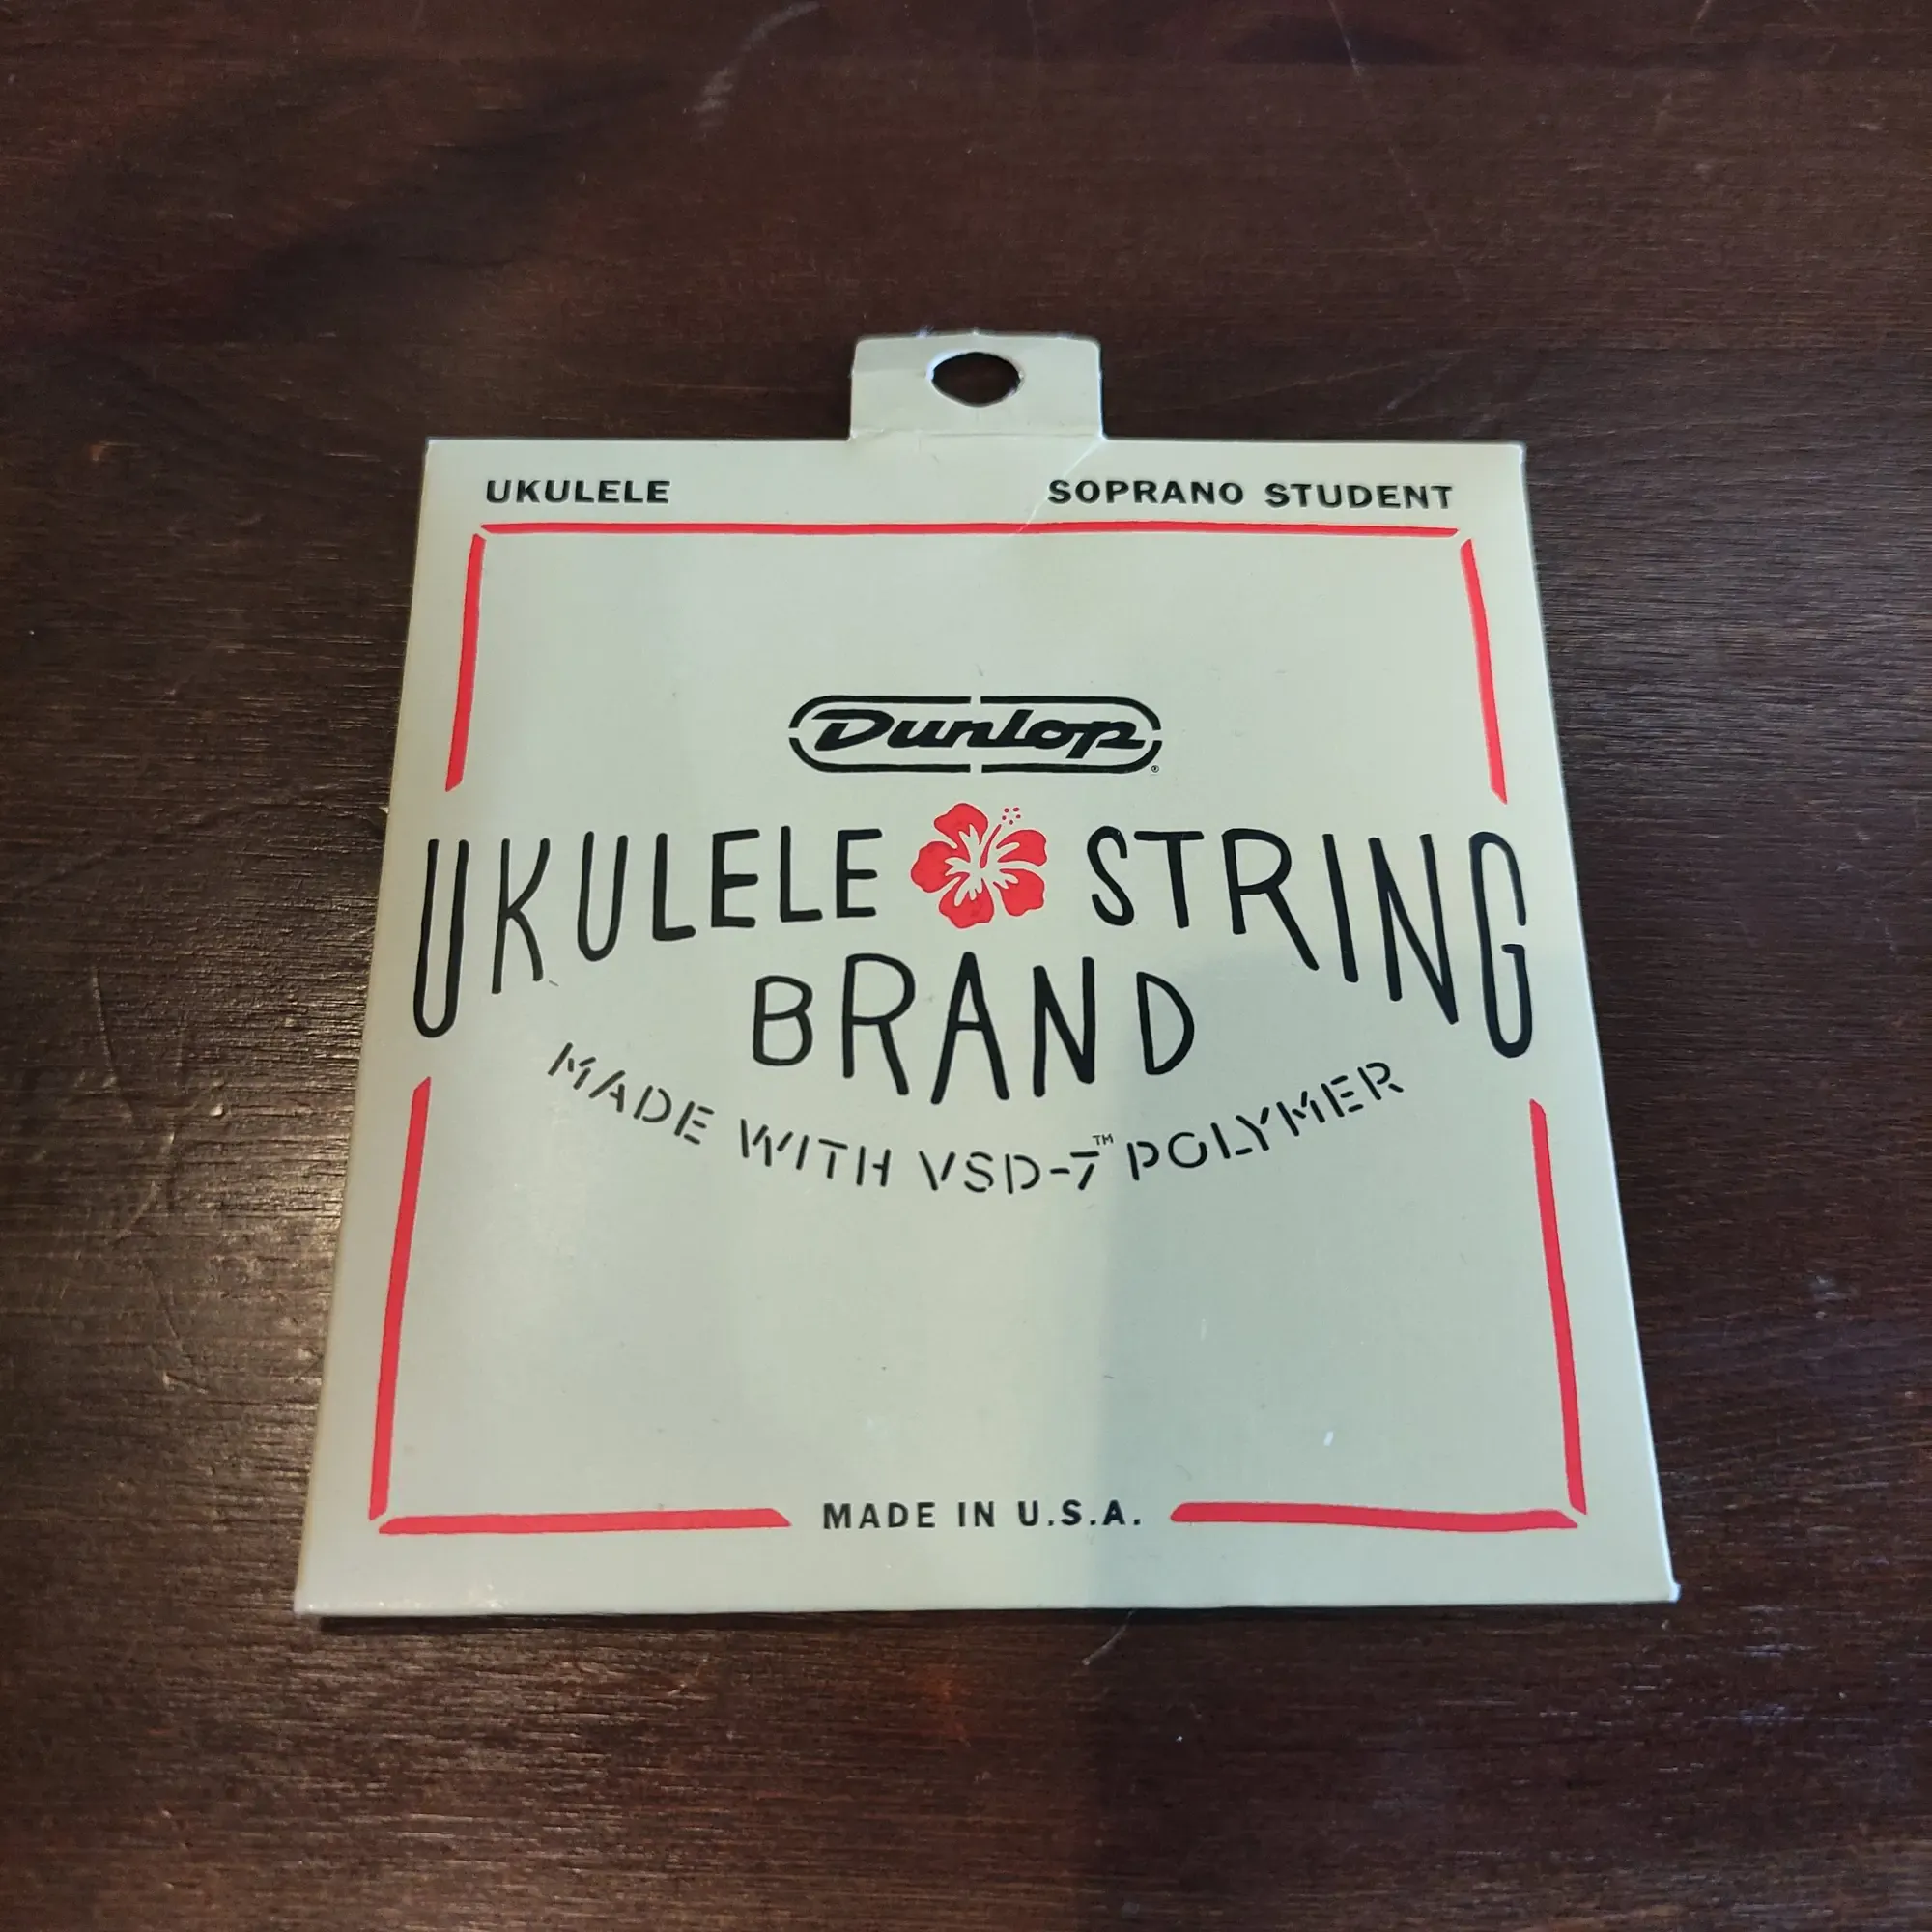 UKULELE SOPRANO STUDENT
Dunlop®
UKULELE STRING
BRAND
MADE WITH VSD-7™ POLYMER
MADE IN U.S.A.